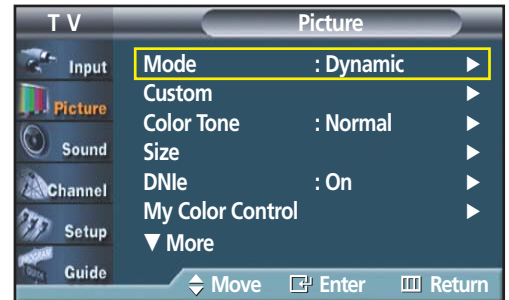 T V Picture
Input
Picture
Sound
Channel
Setup
Guide
Mode : Dynamic ►
Custom ►
Color Tone : Normal ►
Size ►
DNIe : On ►
My Color Control ►
▼ More
Move Enter Return